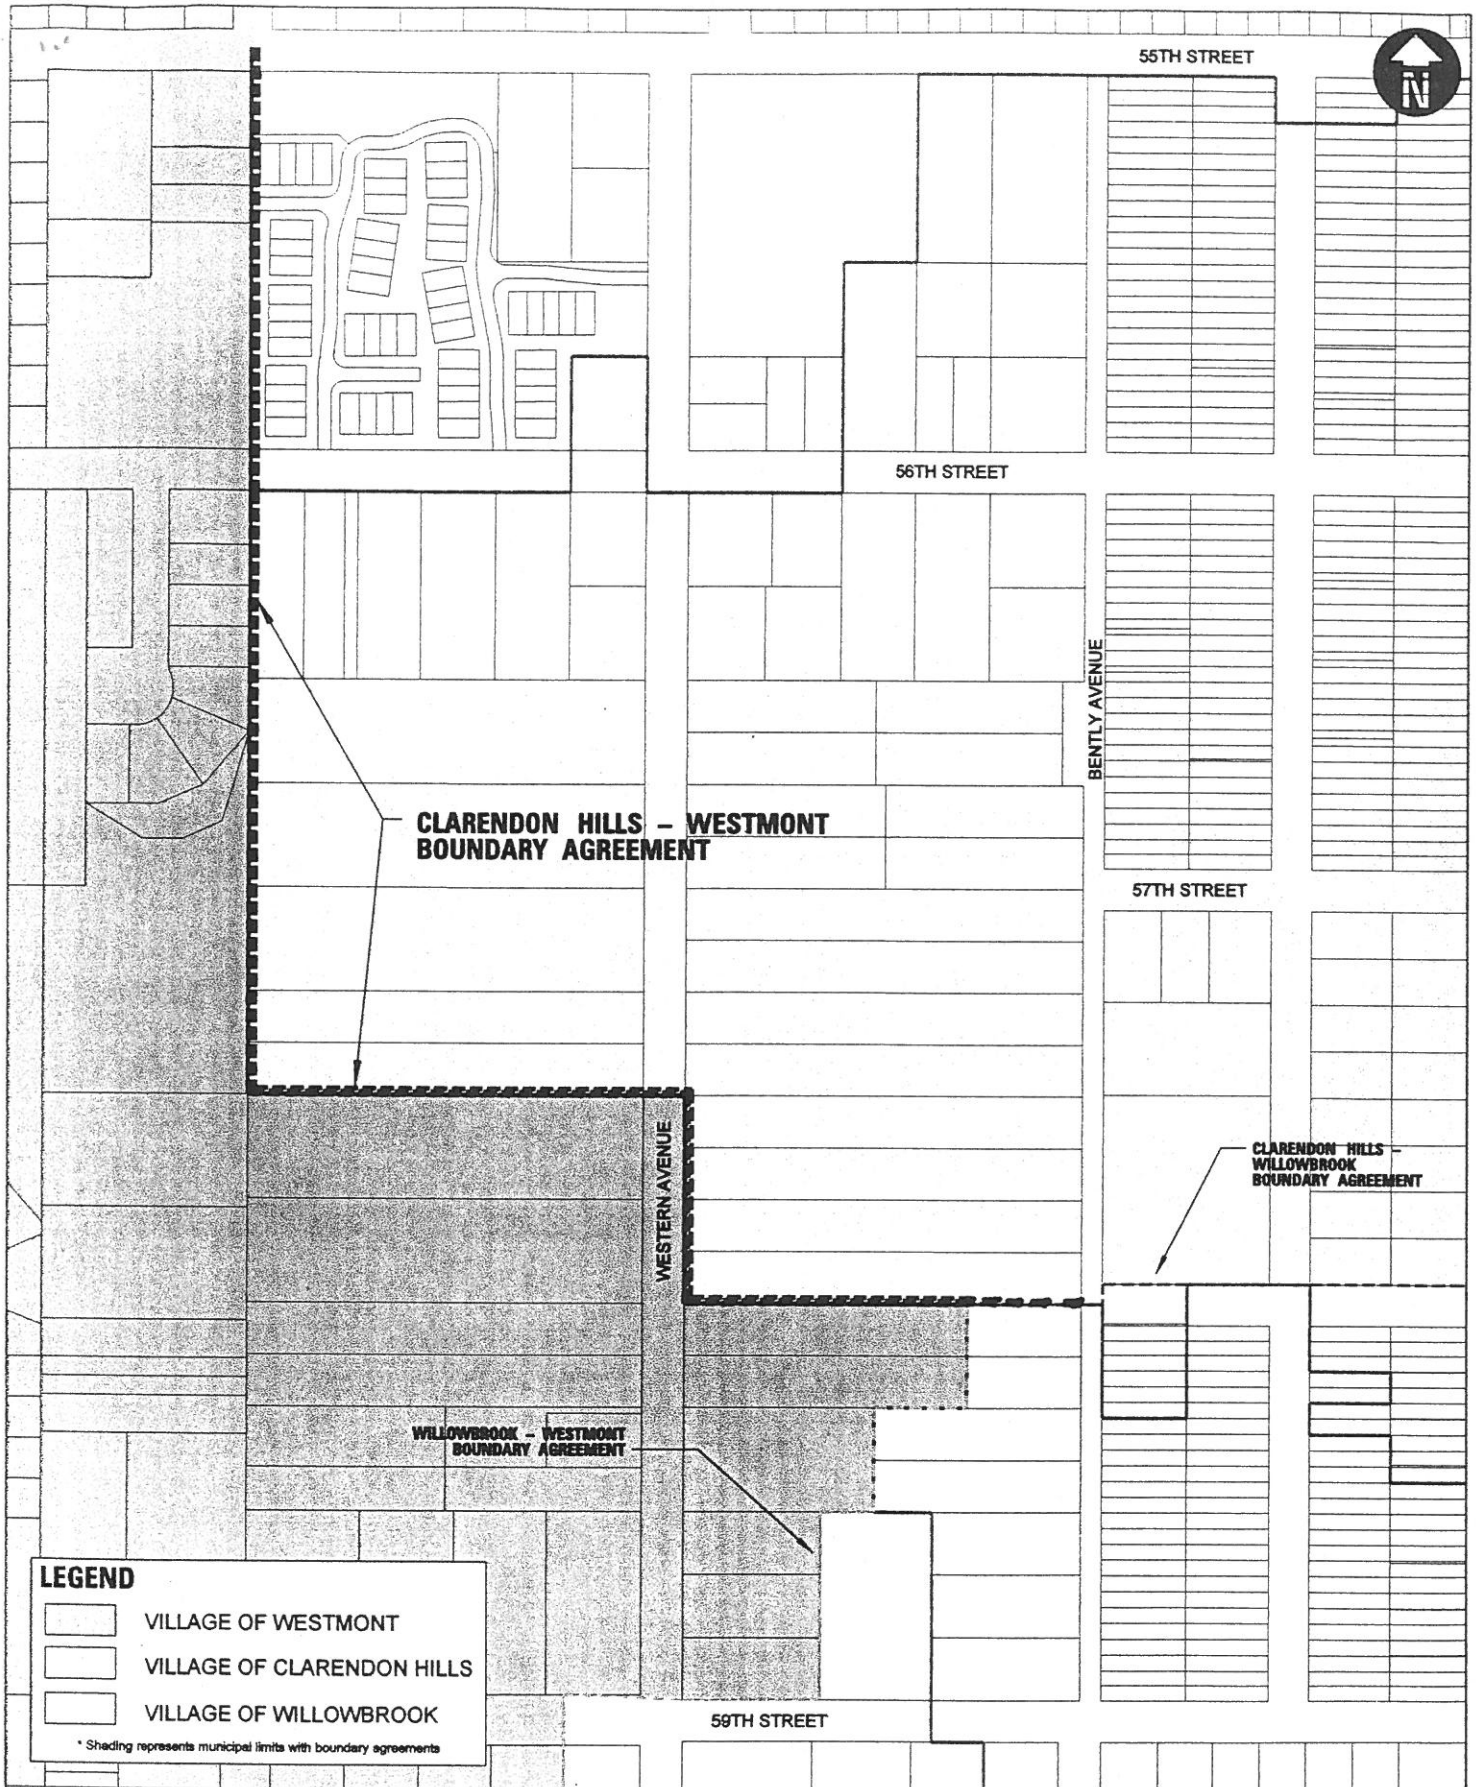 55TH STREET
N
56TH STREET
BENTLY AVENUE
CLARENDON HILLS – WESTMONT
BOUNDARY AGREEMENT
57TH STREET
WESTERN AVENUE
CLARENDON HILLS –
WILLOWBROOK
BOUNDARY AGREEMENT
WILLOWBROOK – WESTMONT
BOUNDARY AGREEMENT
LEGEND
VILLAGE OF WESTMONT
VILLAGE OF CLARENDON HILLS
VILLAGE OF WILLOWBROOK
* Shading represents municipal limits with boundary agreements
59TH STREET